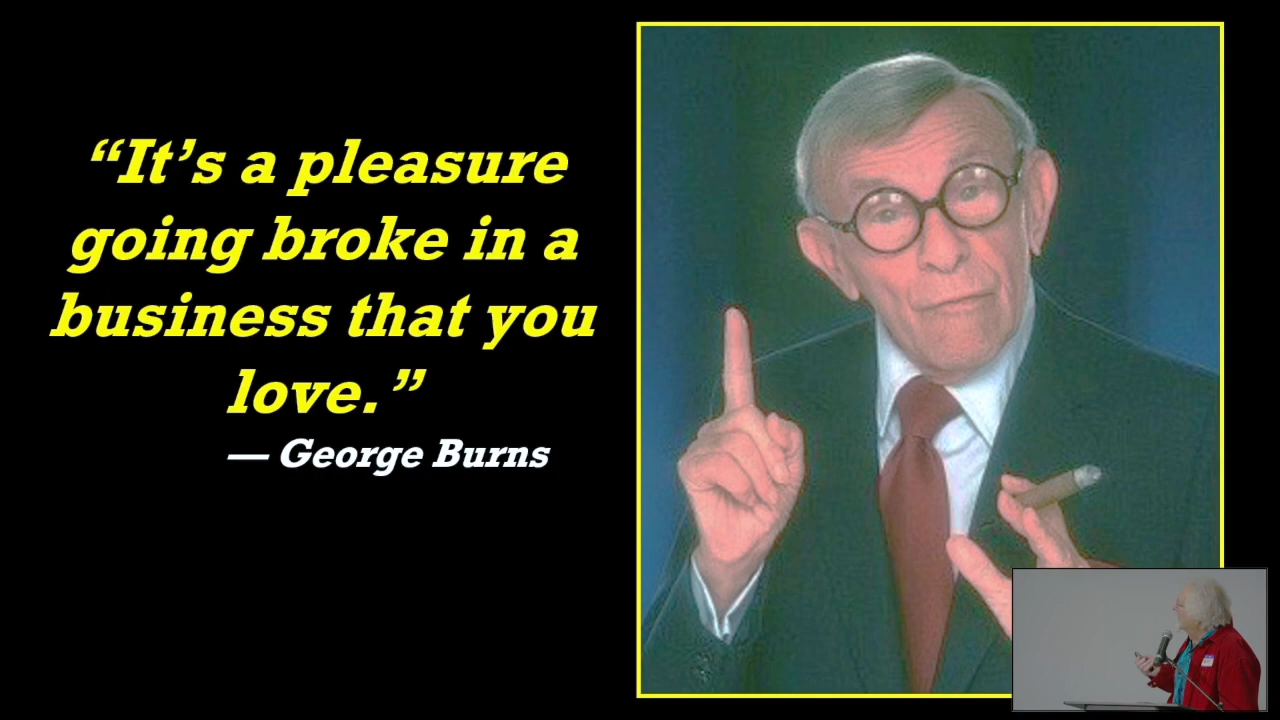 “It’s a pleasure
going broke in a
business that you
love.”
— George Burns